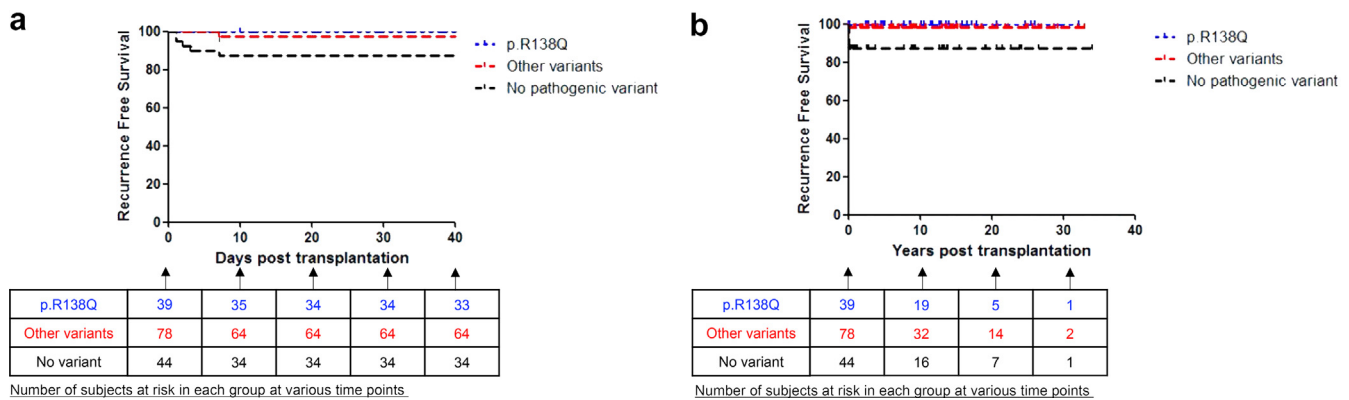 a
Recurrence Free Survival
100
80
60
40
20
0
0 10 20 30 40
Days post transplantation
p.R138Q
Other variants
No pathogenic variant
p.R138Q 39 35 34 34 33
Other variants 78 64 64 64 64
No variant 44 34 34 34 34
Number of subjects at risk in each group at various time points
b
Recurrence Free Survival
100
80
60
40
20
0
0 10 20 30 40
Years post transplantation
p.R138Q
Other variants
No pathogenic variant
p.R138Q 39 19 5 1
Other variants 78 32 14 2
No variant 44 16 7 1
Number of subjects at risk in each group at various time points